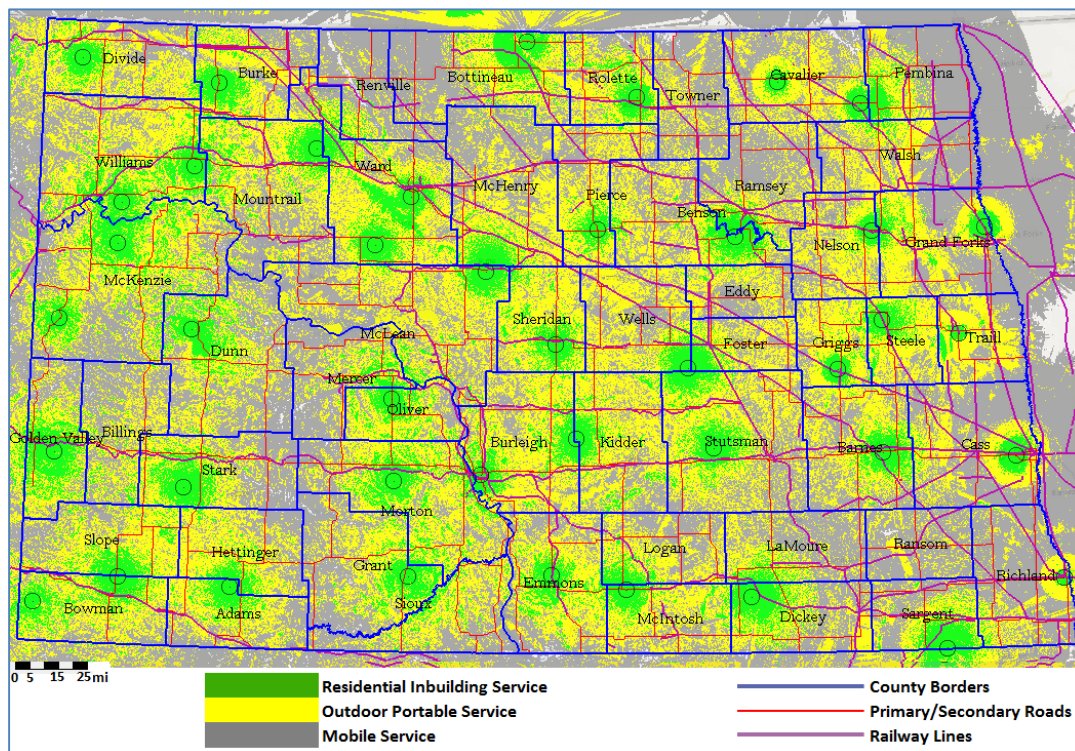 Divide
Burke
Renville
Bottineau
Rolette
Towner
Cavalier
Pembina
Williams
Mountrail
Ward
McHenry
Pierce
Benson
Ramsey
Walsh
Nelson
Grand Forks
McKenzie
Dunn
McLean
Sheridan
Wells
Eddy
Foster
Griggs
Steele
Traill
Mercer
Oliver
Golden Valley
Billings
Stark
Burleigh
Kidder
Stutsman
Barnes
Cass
Morton
Slope
Hettinger
Grant
Logan
LaMoure
Ransom
Richland
Bowman
Adams
Sioux
Emmons
McIntosh
Dickey
Sargent
0 5 15 25mi
Residential Inbuilding Service
County Borders
Outdoor Portable Service
Primary/Secondary Roads
Mobile Service
Railway Lines